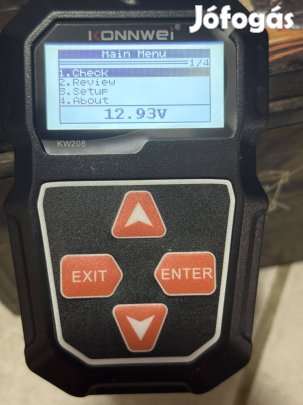 Jófogás
KONNWEI
Main Menu
1/4
1.Check
2.Review
3.Setup
4.About
12.93V
KW208
EXIT
ENTER